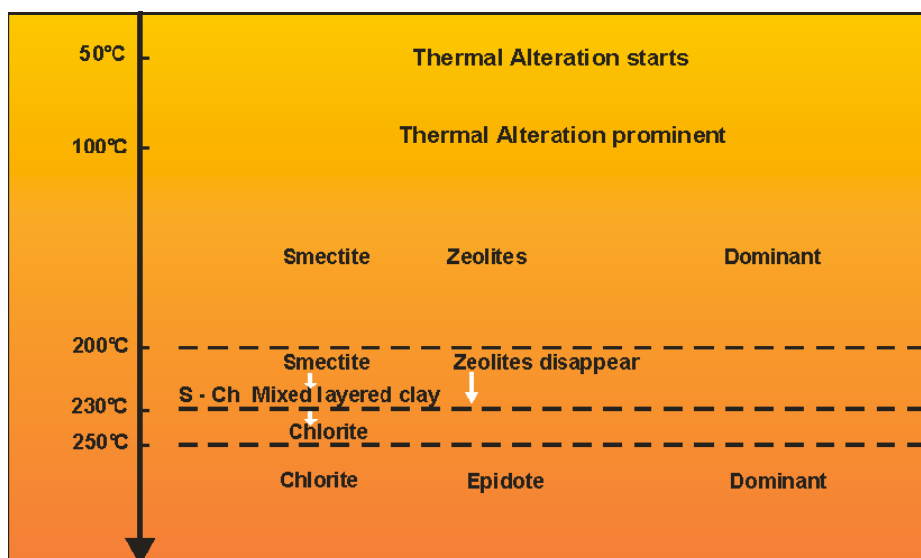 50°C Thermal Alteration starts
100°C Thermal Alteration prominent
Smectite Zeolites Dominant
200°C
Smectite Zeolites disappear
S - Ch Mixed layered clay
230°C
Chlorite
250°C
Chlorite Epidote Dominant